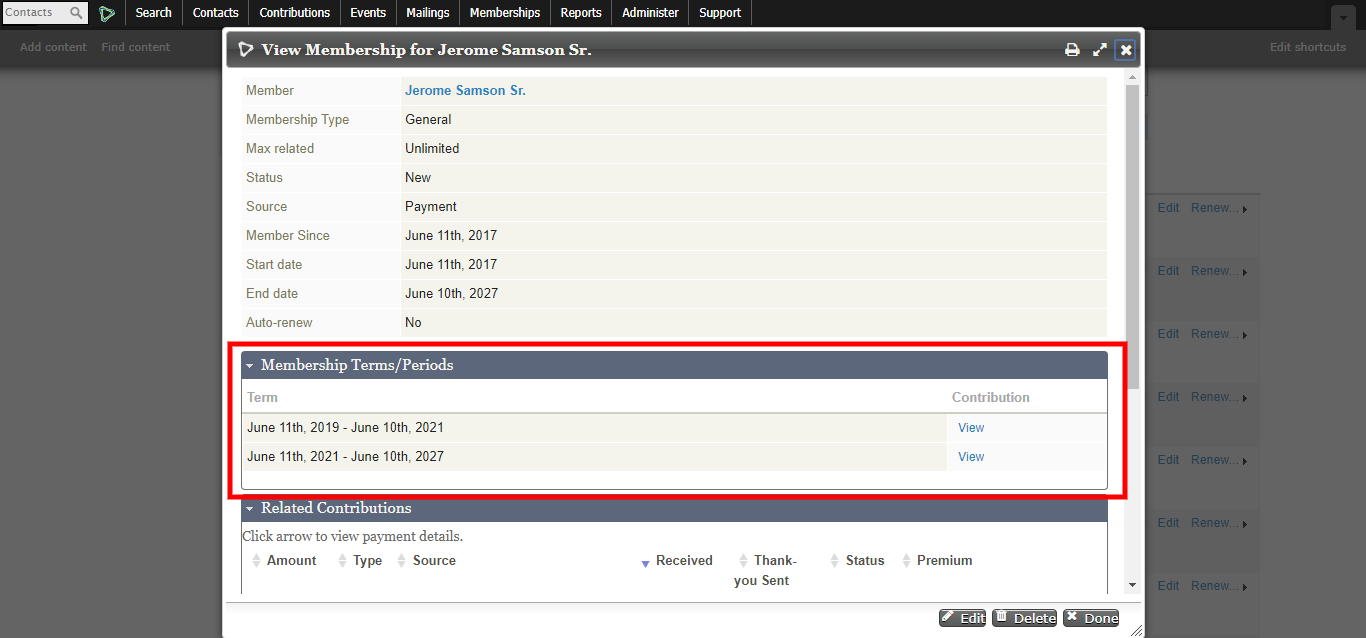 Contacts Search Contacts Contributions Events Mailings Memberships Reports Administer Support
Add content Find content Edit shortcuts
View Membership for Jerome Samson Sr.
Member Jerome Samson Sr.
Membership Type General
Max related Unlimited
Status New
Source Payment
Member Since June 11th, 2017
Start date June 11th, 2017
End date June 10th, 2027
Auto-renew No
Membership Terms/Periods
Term Contribution
June 11th, 2019 - June 10th, 2021 View
June 11th, 2021 - June 10th, 2027 View
Related Contributions
Click arrow to view payment details.
Amount Type Source Received Thank-
you Sent Status Premium
Edit Delete Done
Edit Renew...
Edit Renew...
Edit Renew...
Edit Renew...
Edit Renew...
Edit Renew...
Edit Renew...